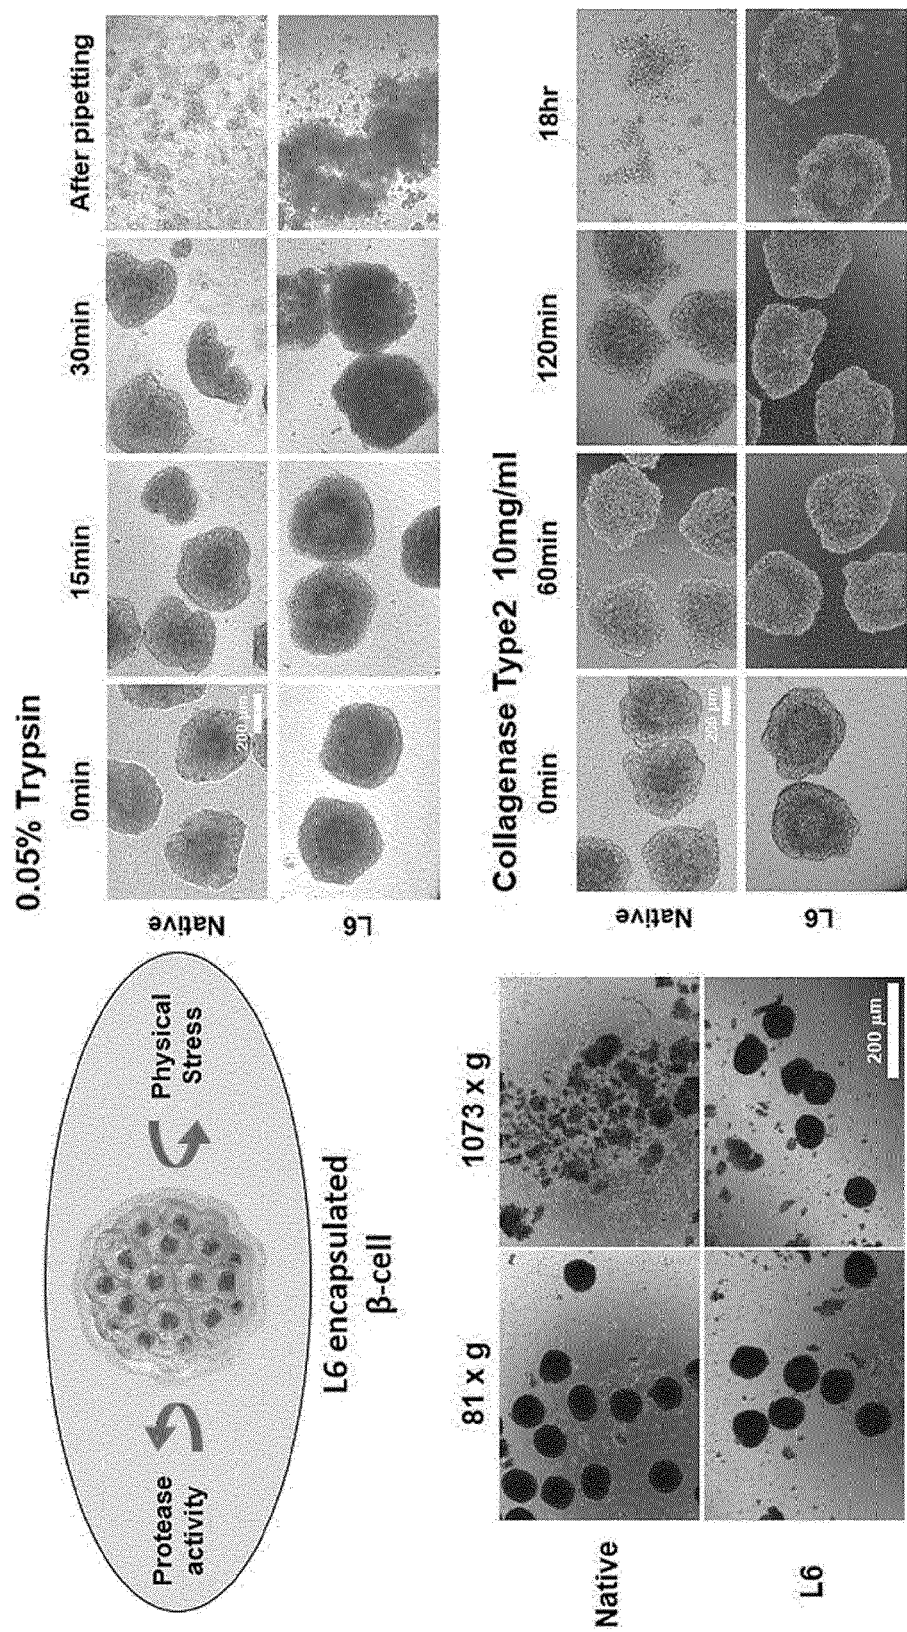 Protease
activity
Physical
Stress
L6 encapsulated
β-cell
0.05% Trypsin
0min
15min
30min
After pipetting
Native
200 μm
L6
81 x g
1073 x g
Native
L6
200 μm
Collagenase Type2 10mg/ml
0min
60min
120min
18hr
Native
200 μm
L6